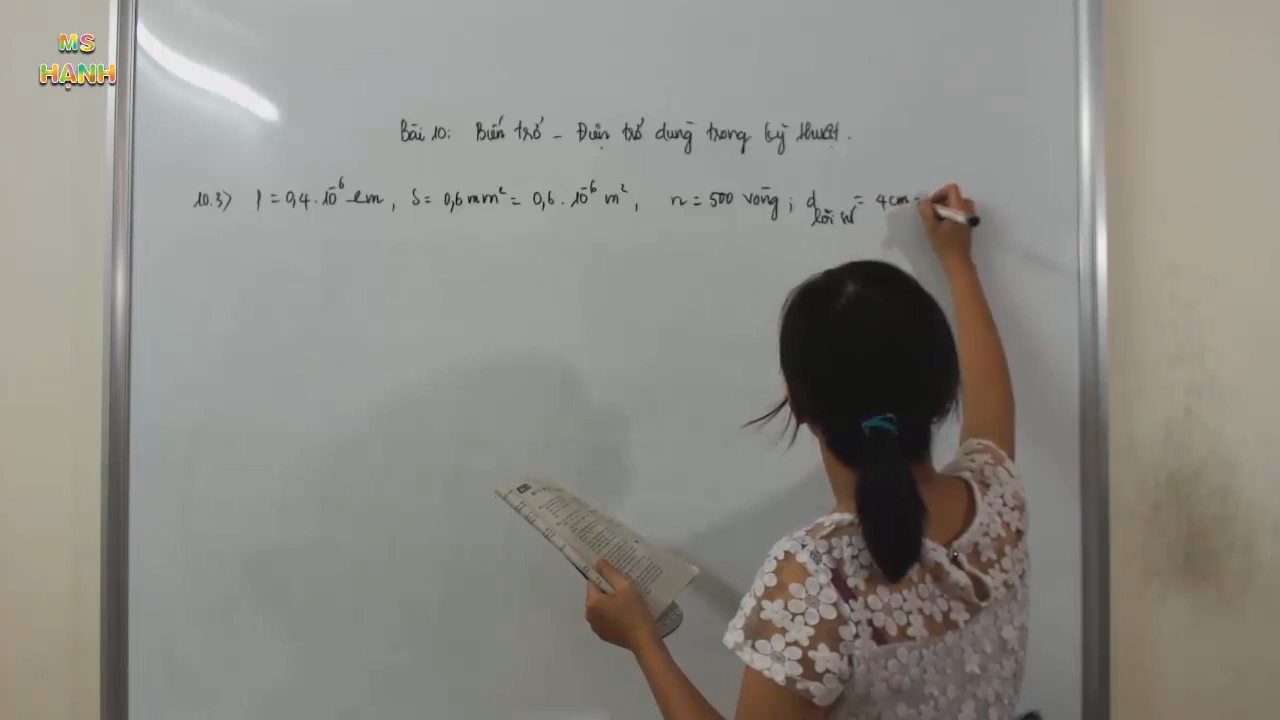 MS
HẠNH
Bài 10: Biến trở - Điện trở dùng trong kỹ thuật.
10.3> ρ = 0,4.10⁻⁶ Ωm, S = 0,6 mm² = 0,6.10⁻⁶ m², n = 500 vòng; d lõi sứ = 4cm =